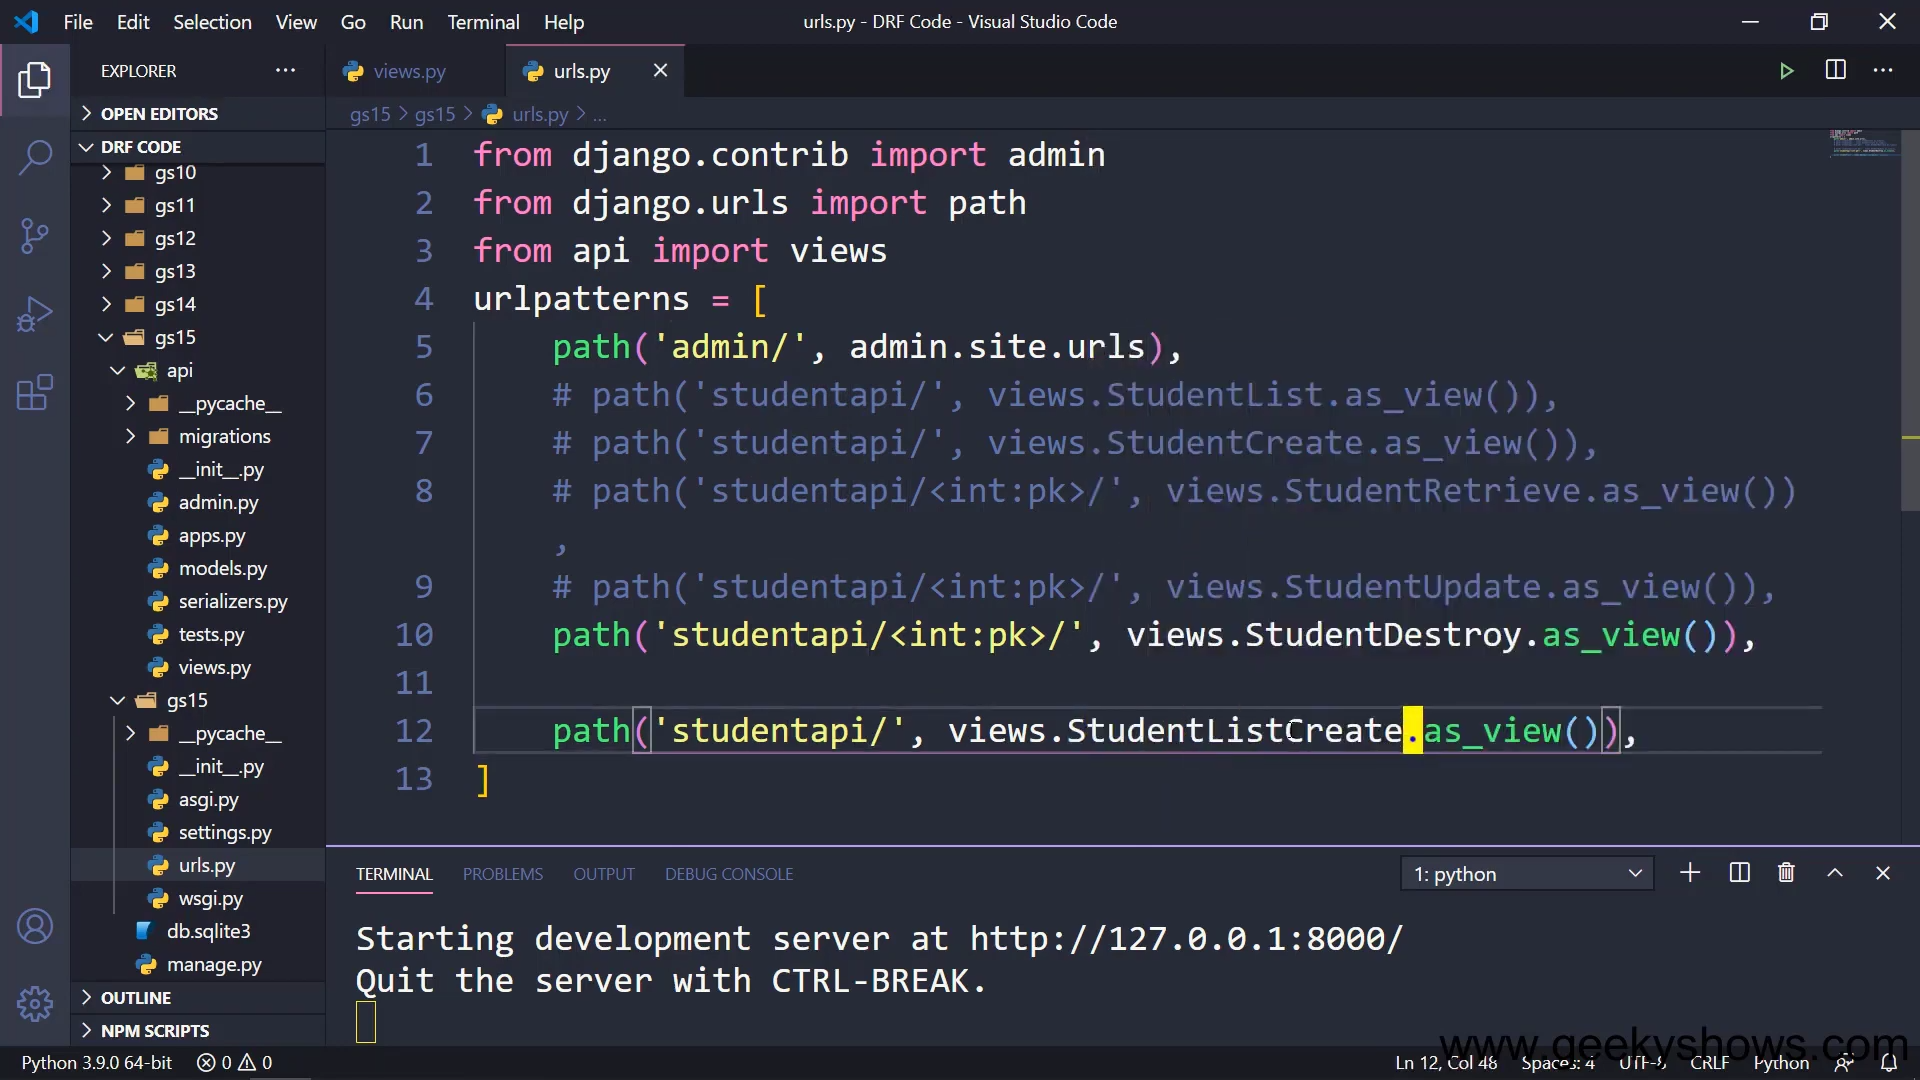 File Edit Selection View Go Run Terminal Help
urls.py - DRF Code - Visual Studio Code
EXPLORER
OPEN EDITORS
DRF CODE
gs10
gs11
gs12
gs13
gs14
gs15
api
__pycache__
migrations
__init__.py
admin.py
apps.py
models.py
serializers.py
tests.py
views.py
gs15
__pycache__
__init__.py
asgi.py
settings.py
urls.py
wsgi.py
db.sqlite3
manage.py
OUTLINE
NPM SCRIPTS
views.py urls.py
gs15 > gs15 > urls.py > ...
1 from django.contrib import admin
2 from django.urls import path
3 from api import views
4 urlpatterns = [
5 path('admin/', admin.site.urls),
6 # path('studentapi/', views.StudentList.as_view()),
7 # path('studentapi/', views.StudentCreate.as_view()),
8 # path('studentapi/<int:pk>/', views.StudentRetrieve.as_view())
,
9 # path('studentapi/<int:pk>/', views.StudentUpdate.as_view()),
10 path('studentapi/<int:pk>/', views.StudentDestroy.as_view()),
11
12 path('studentapi/', views.StudentListCreate.as_view()),
13 ]
TERMINAL PROBLEMS OUTPUT DEBUG CONSOLE
1: python
Starting development server at http://127.0.0.1:8000/
Quit the server with CTRL-BREAK.
www.geekyshows.com
Python 3.9.0 64-bit 0 0 Ln 12, Col 48 Spaces: 4 UTF-8 CRLF Python